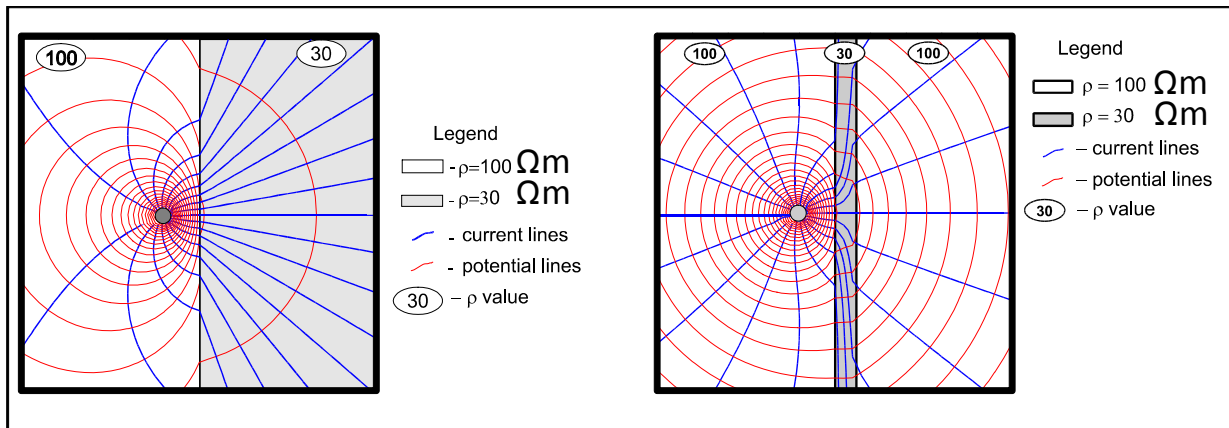 100
30
Legend
- ρ=100 Ωm
- ρ=30 Ωm
- current lines
- potential lines
30 – ρ value
100
30
100
Legend
ρ = 100 Ωm
ρ = 30 Ωm
– current lines
– potential lines
30 – ρ value